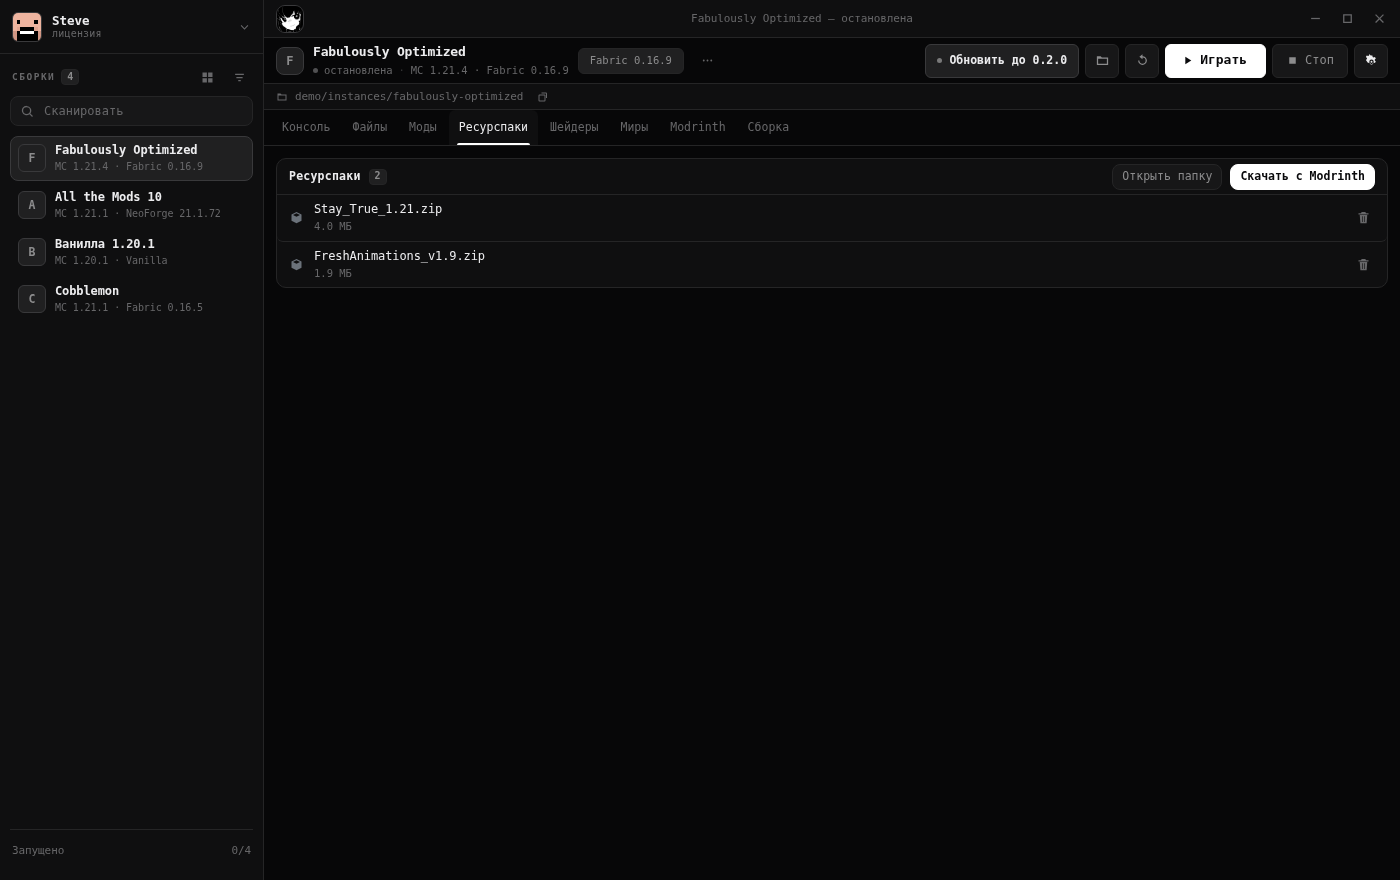 Steve
лицензия
СБОРКИ 4
Сканировать
F
Fabulously Optimized
MC 1.21.4 · Fabric 0.16.9
A
All the Mods 10
MC 1.21.1 · NeoForge 21.1.72
В
Ванилла 1.20.1
MC 1.20.1 · Vanilla
C
Cobblemon
MC 1.21.1 · Fabric 0.16.5
Запущено 0/4
Fabulously Optimized — остановлена
F
Fabulously Optimized
остановлена · MC 1.21.4 · Fabric 0.16.9
Fabric 0.16.9
Обновить до 0.2.0
Играть
Стоп
demo/instances/fabulously-optimized
Консоль Файлы Моды Ресурспаки Шейдеры Миры Modrinth Сборка
Ресурспаки 2
Открыть папку
Скачать с Modrinth
Stay_True_1.21.zip
4.0 МБ
FreshAnimations_v1.9.zip
1.9 МБ